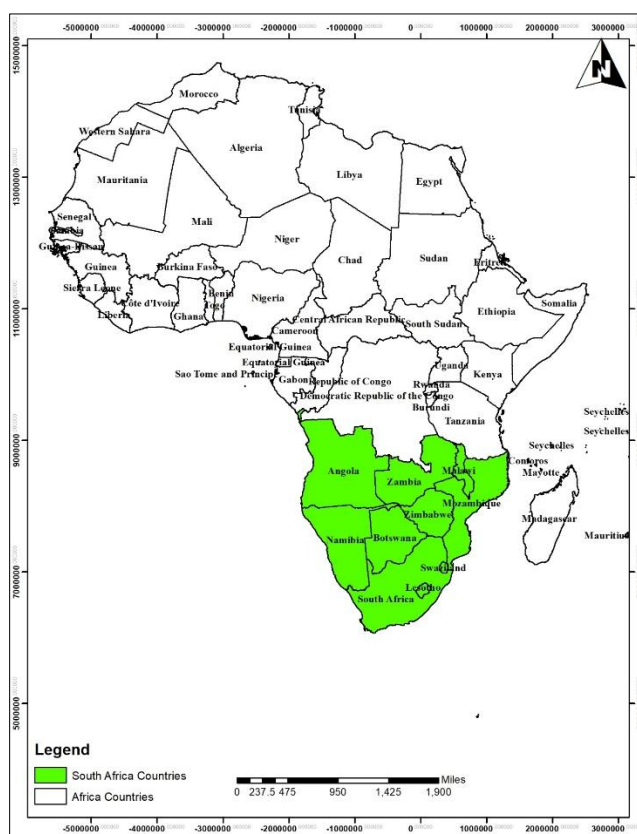 -5000000 -4000000 -3000000 -2000000 -1000000 0 1000000 2000000 3000000
15000000
N
Morocco
Tunisia
Western Sahara
Algeria
Libya
Egypt
Mauritania
13000000
Mali
Niger
Senegal
Gambia
Chad
Sudan
Eritrea
Guinea-Bissau
Guinea
Burkina Faso
Benin
Nigeria
Sierra Leone
Côte d'Ivoire
Togo
Ghana
Liberia
11000000
Somalia
Ethiopia
South Sudan
Central African Republic
Cameroon
Equatorial Guinea
Equatorial Guinea
Uganda
Kenya
Sao Tome and Princip
Gabon
Republic of Congo
Rwanda
Democratic Republic of the Congo
Burundi
Tanzania
Seychelles
Seychelles
9000000
Seychelles
Comoros
Mayotte
Angola
Malawi
Zambia
Mozambique
Zimbabwe
Madagascar
Mauritiu
Namibia
Botswana
7000000
Swaziland
Lesotho
South Africa
5000000
Legend
South Africa Countries
Africa Countries
Miles
0 237.5 475 950 1,425 1,900
-5000000 -4000000 -3000000 -2000000 -1000000 0 1000000 2000000 3000000